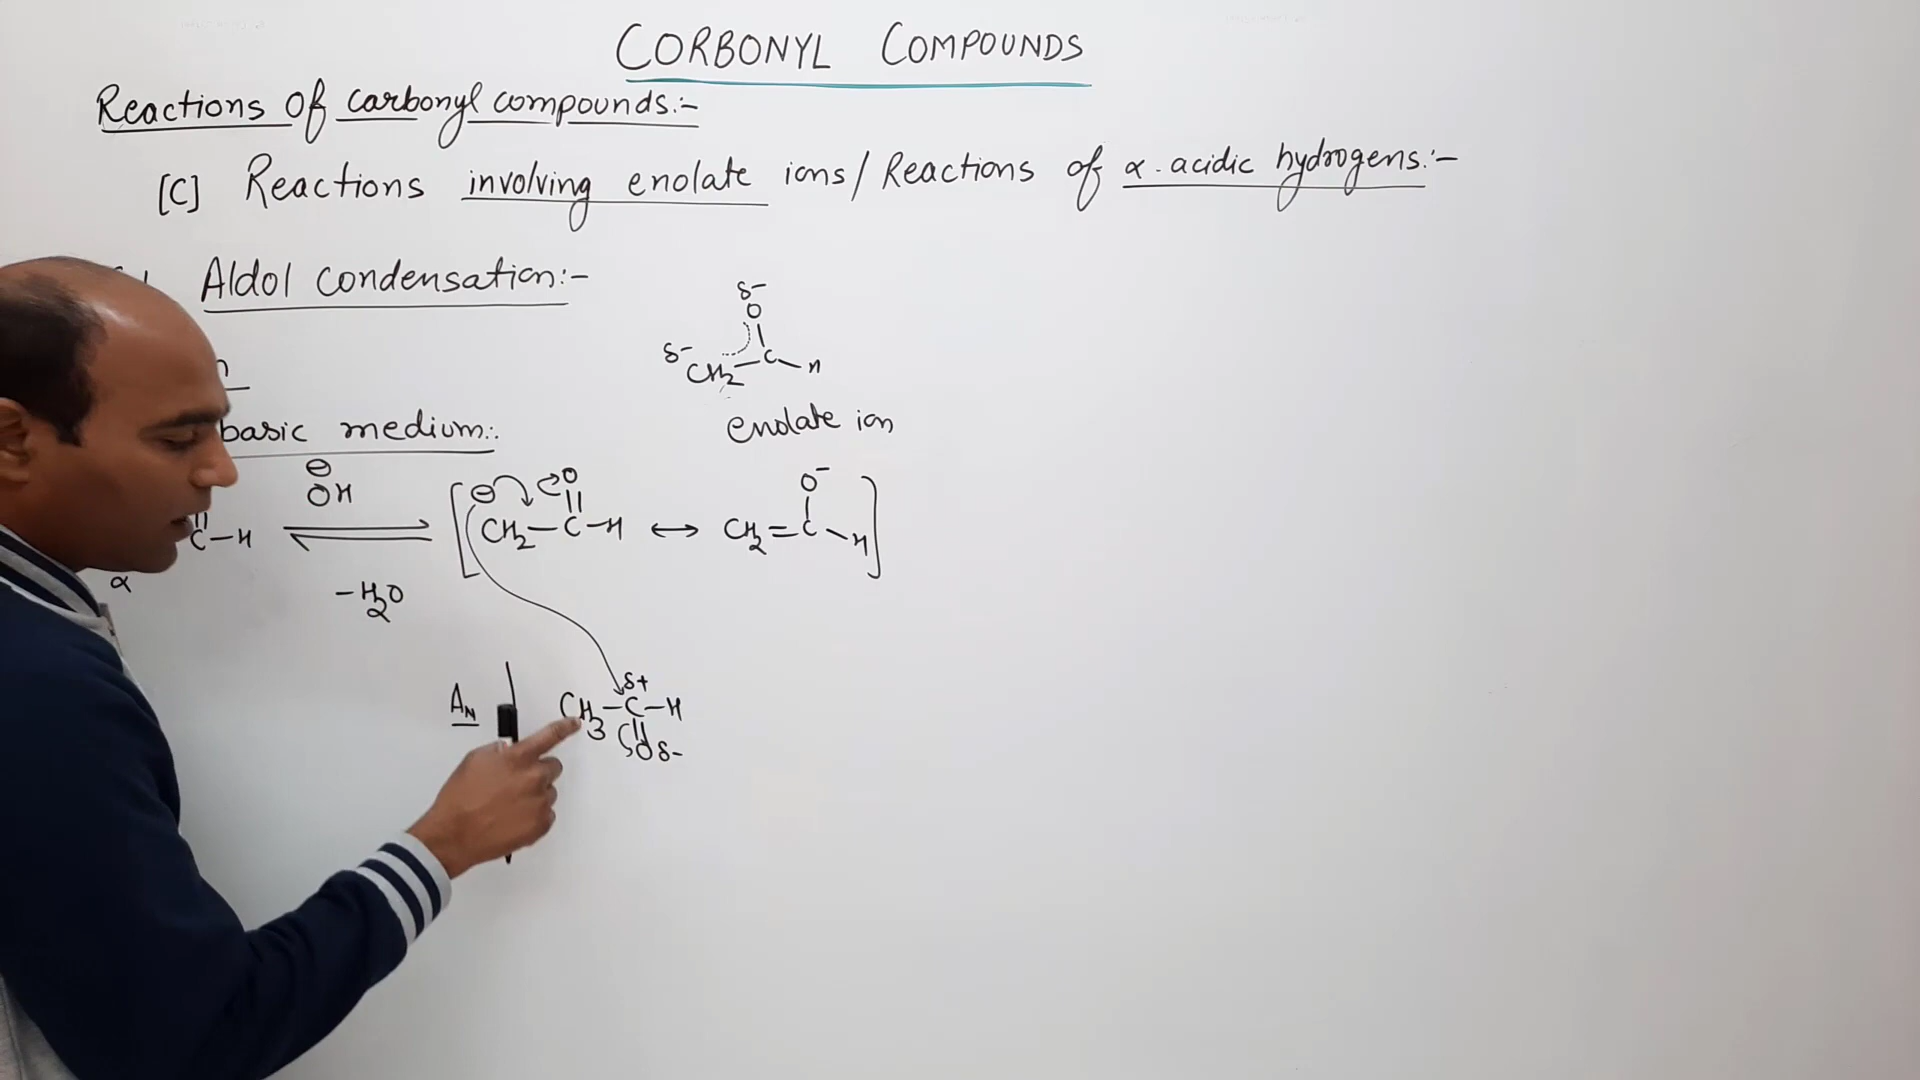 CORBONYL COMPOUNDS
Reactions Of carbonyl compounds:-
[C] Reactions involving enolate ions/Reactions of α-acidic hydrogens:-
Aldol condensation:-
δ-
O
δ- CH2 - C - H
enolate ion
basic medium:
⊖
OH
C-H
α
-H2O
[⊖ O
CH2-C-H ↔ CH2=C-H]
O-
AN
δ+
CH3-C-H
O δ-